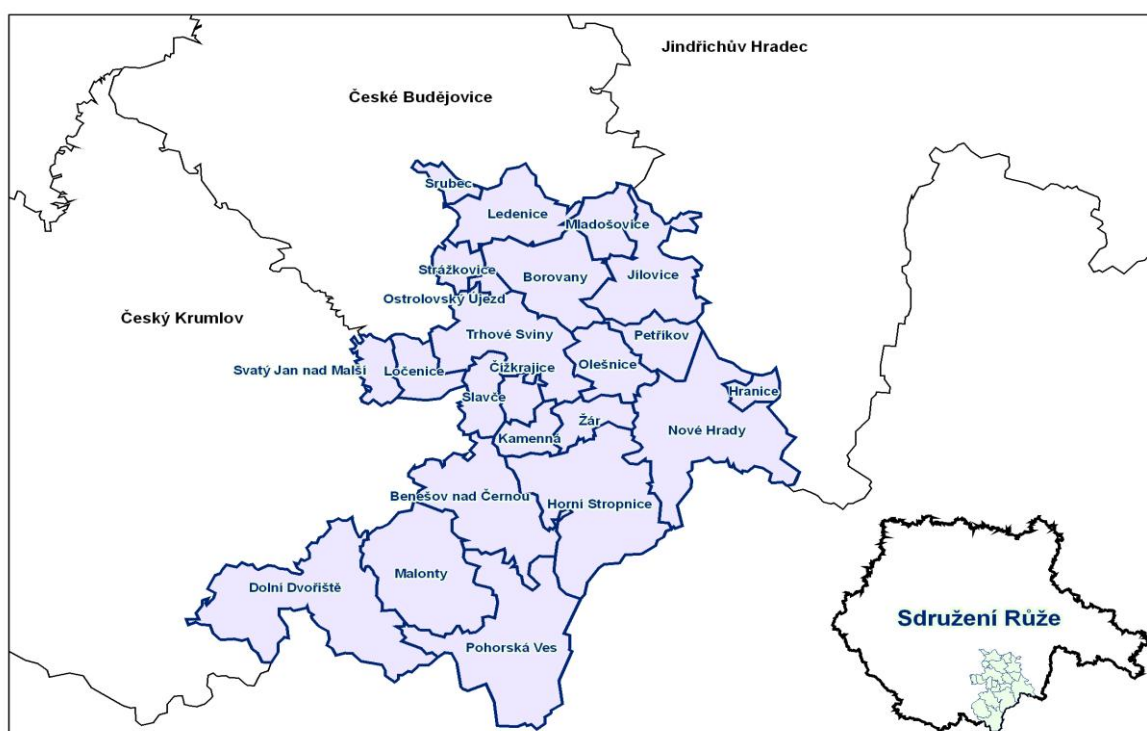 Jindřichův Hradec
České Budějovice
Srubec
Ledenice
Mladošovice
Strážkovice
Borovany
Jílovice
Ostrolovský Újezd
Český Krumlov
Trhové Sviny
Petříkov
Svatý Jan nad Malší
Ločenice
Čížkrajice
Olešnice
Hranice
Slavče
Žár
Kamenná
Nové Hrady
Benešov nad Černou
Horní Stropnice
Malonty
Dolní Dvořiště
Pohorská Ves
Sdružení Růže